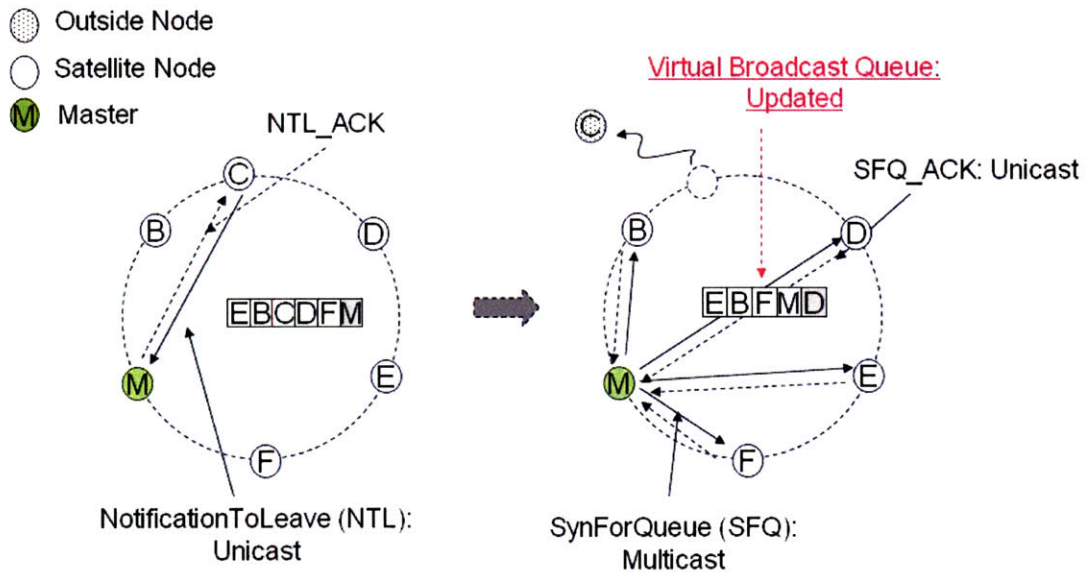 Outside Node
Satellite Node
M Master
NTL_ACK
C
B
D
EBCDFM
M
E
F
NotificationToLeave (NTL):
Unicast
Virtual Broadcast Queue:
Updated
C
SFQ_ACK: Unicast
B
D
EBFMD
M
E
F
SynForQueue (SFQ):
Multicast